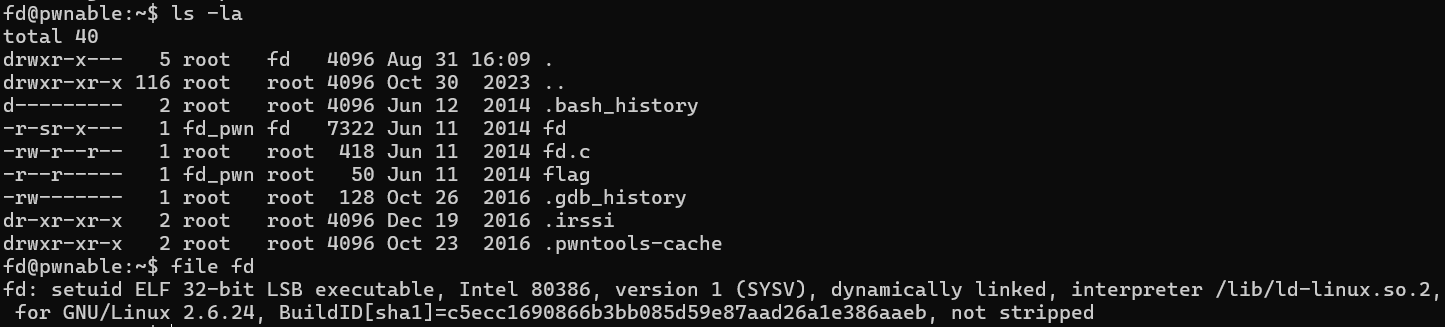 fd@pwnable:~$ ls -la
total 40
drwxr-x---   5 root   fd   4096 Aug 31 16:09 .
drwxr-xr-x 116 root   root 4096 Oct 30  2023 ..
d---------   2 root   root 4096 Jun 12  2014 .bash_history
-r-sr-x---   1 fd_pwn fd   7322 Jun 11  2014 fd
-rw-r--r--   1 root   root  418 Jun 11  2014 fd.c
-r--r-----   1 fd_pwn root   50 Jun 11  2014 flag
-rw-------   1 root   root  128 Oct 26  2016 .gdb_history
dr-xr-xr-x   2 root   root 4096 Dec 19  2016 .irssi
drwxr-xr-x   2 root   root 4096 Oct 23  2016 .pwntools-cache
fd@pwnable:~$ file fd
fd: setuid ELF 32-bit LSB executable, Intel 80386, version 1 (SYSV), dynamically linked, interpreter /lib/ld-linux.so.2,
 for GNU/Linux 2.6.24, BuildID[sha1]=c5ecc1690866b3bb085d59e87aad26a1e386aaeb, not stripped